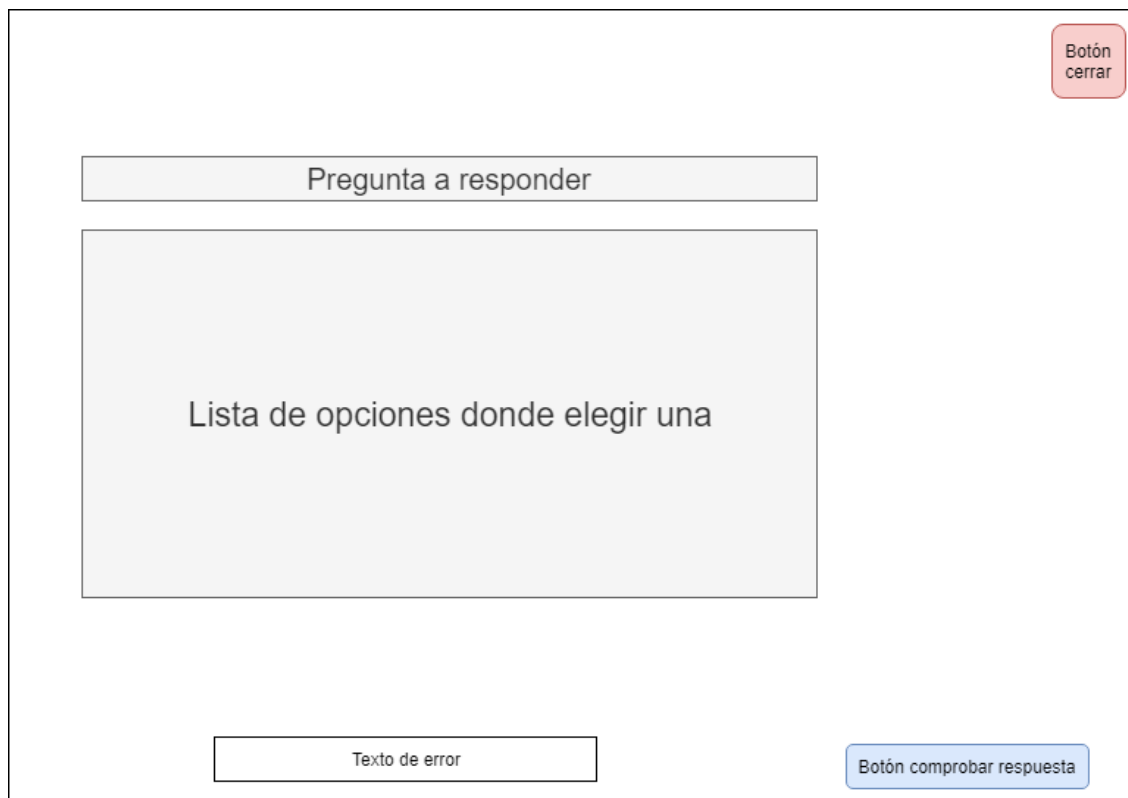 Botón
cerrar
Pregunta a responder
Lista de opciones donde elegir una
Texto de error
Botón comprobar respuesta